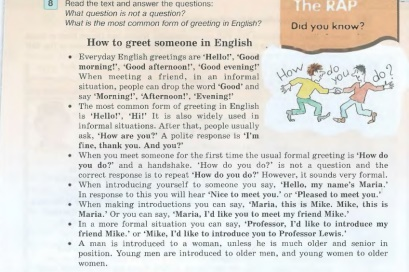 8 Read the text and answer the questions:
What question is not a question?
What is the most common form of greeting in English?
The RAP
Did you know?
How do you do?
How to greet someone in English
• Everyday English greetings are 'Hello!', 'Good
morning!', 'Good afternoon!', 'Good evening!'
When meeting a friend, in an informal
situation, people can drop the word 'Good' and
say 'Morning!', 'Afternoon!', 'Evening!'
• The most common form of greeting in English
is 'Hello!', 'Hi!' It is also widely used in
informal situations. After that, people usually
ask, 'How are you?' A polite response is 'I'm
fine, thank you. And you?'
• When you meet someone for the first time the usual formal greeting is 'How do
you do?' and a handshake. 'How do you do?' is not a question and the
correct response is to repeat 'How do you do?' However, it sounds very formal.
• When introducing yourself to someone you say, 'Hello, my name's Maria.'
In response to this you will hear 'Nice to meet you.' or 'Pleased to meet you.'
• When making introductions you can say, 'Maria, this is Mike. Mike, this is
Maria.' Or you can say, 'Maria, I'd like you to meet my friend Mike.'
• In a more formal situation you can say, 'Professor, I'd like to introduce my
friend Mike.' or 'Mike, I'd like to introduce you to Professor Lewis.'
• A man is introduced to a woman, unless he is much older and senior in
position. Young men are introduced to older men, and young women to
older women.